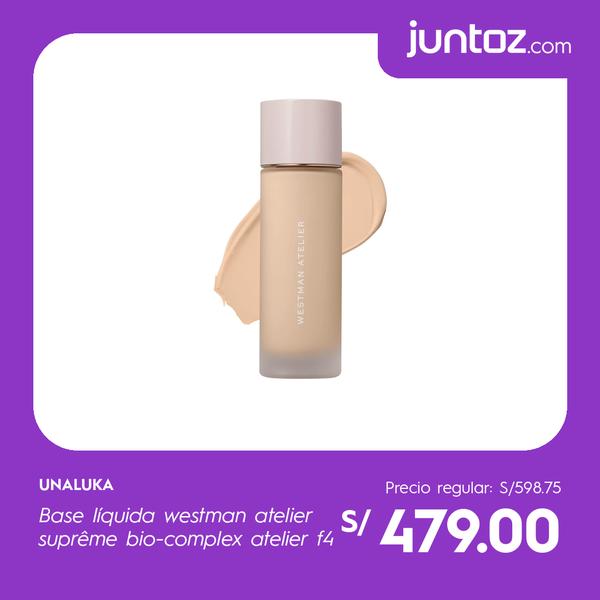 juntoz.com
WESTMAN ATELIER
UNALUKA
Base líquida westman atelier
suprême bio-complex atelier f4
Precio regular: S/598.75
S/ 479.00